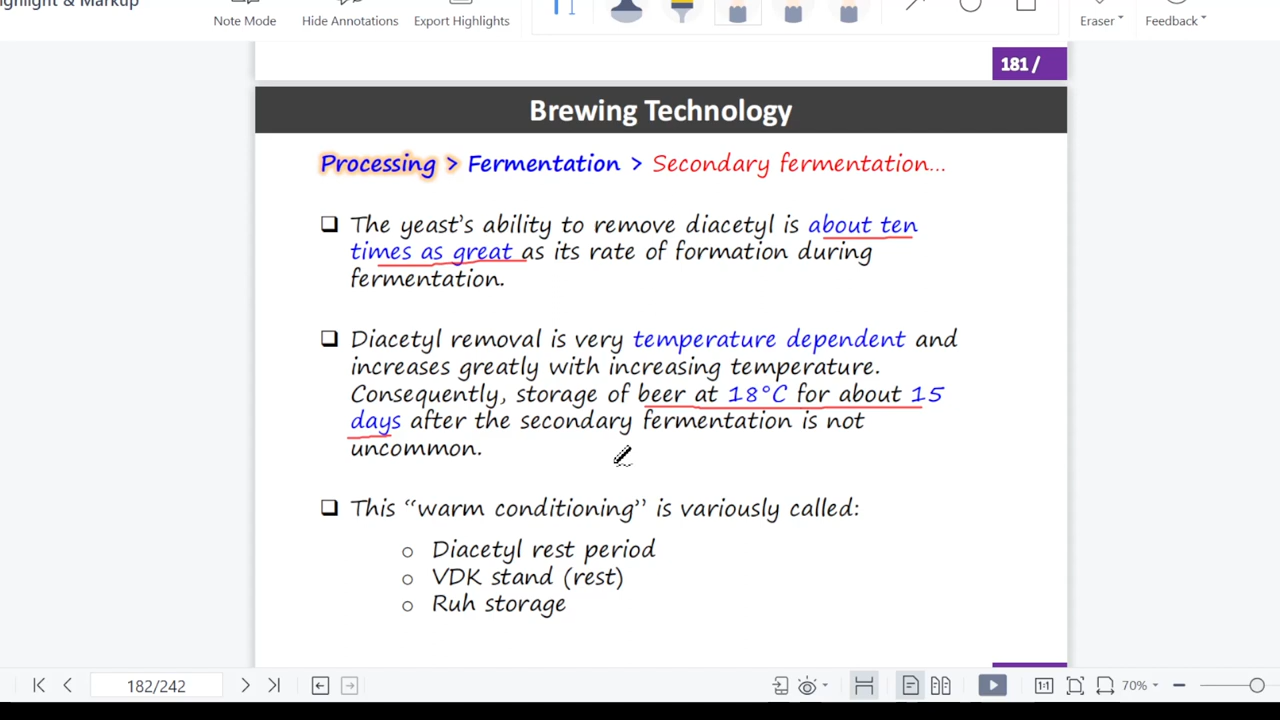 Highlight & Markup
Note Mode
Hide Annotations
Export Highlights
Eraser
Feedback
181 /
Brewing Technology
Processing > Fermentation > Secondary fermentation...
The yeast's ability to remove diacetyl is about ten
times as great as its rate of formation during
fermentation.
Diacetyl removal is very temperature dependent and
increases greatly with increasing temperature.
Consequently, storage of beer at 18°C for about 15
days after the secondary fermentation is not
uncommon.
This “warm conditioning” is variously called:
Diacetyl rest period
VDK stand (rest)
Ruh storage
182/242
1:1
70%